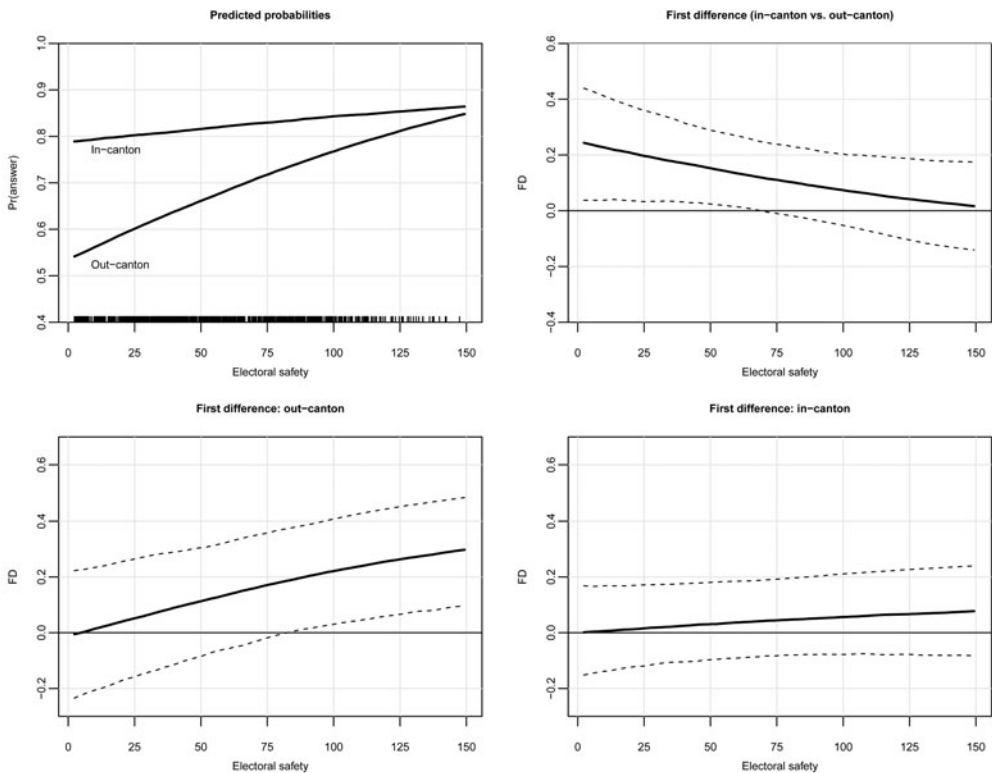 Predicted probabilities
1.0
0.9
0.8
0.7
0.6
0.5
0.4
Pr(answer)
In−canton
Out−canton
0 25 50 75 100 125 150
Electoral safety
First difference (in−canton vs. out−canton)
0.6
0.4
0.2
0.0
−0.2
−0.4
FD
0 25 50 75 100 125 150
Electoral safety
First difference: out−canton
0.6
0.4
0.2
0.0
−0.2
FD
0 25 50 75 100 125 150
Electoral safety
First difference: in−canton
0.6
0.4
0.2
0.0
−0.2
FD
0 25 50 75 100 125 150
Electoral safety